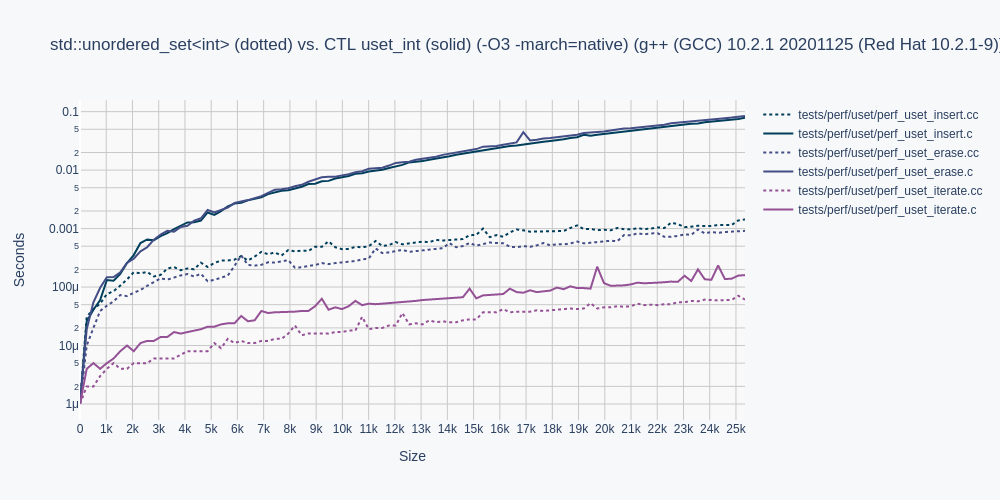 std::unordered_set<int> (dotted) vs. CTL uset_int (solid) (-O3 -march=native) (g++ (GCC) 10.2.1 20201125 (Red Hat 10.2.1-9))
0.1
5
2
0.01
5
2
0.001
5
2
100μ
5
2
10μ
5
2
1μ
Seconds
0 1k 2k 3k 4k 5k 6k 7k 8k 9k 10k 11k 12k 13k 14k 15k 16k 17k 18k 19k 20k 21k 22k 23k 24k 25k
Size
tests/perf/uset/perf_uset_insert.cc
tests/perf/uset/perf_uset_insert.c
tests/perf/uset/perf_uset_erase.cc
tests/perf/uset/perf_uset_erase.c
tests/perf/uset/perf_uset_iterate.cc
tests/perf/uset/perf_uset_iterate.c